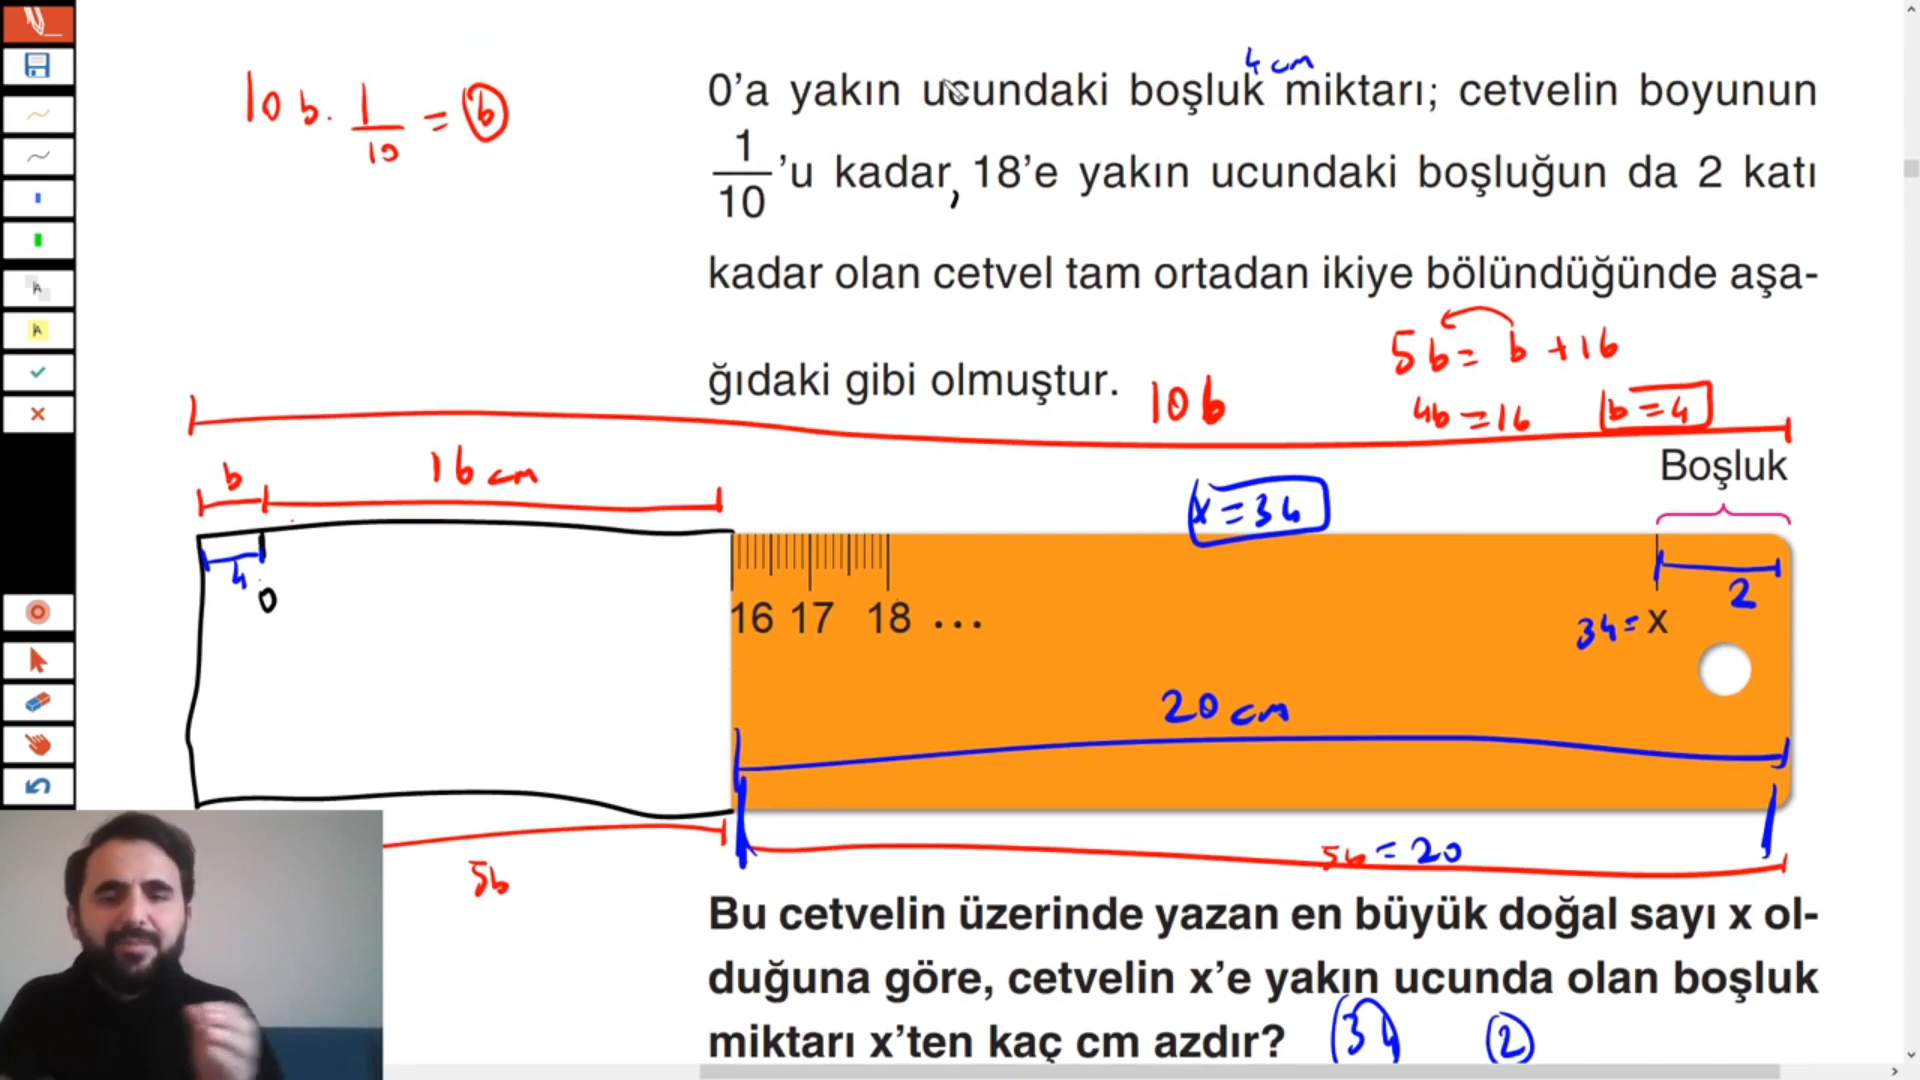 4 cm
10 b. 1/10 = b
0’a yakın ucundaki boşluk miktarı; cetvelin boyunun
1/10 ’u kadar, 18’e yakın ucundaki boşluğun da 2 katı
kadar olan cetvel tam ortadan ikiye bölündüğünde aşa-
ğıdaki gibi olmuştur.
5b = b + 16
4b = 16 b = 4
10b
Boşluk
b 16 cm
x = 34
4
0
2
16 17 18 ...
34 = x
20 cm
5b = 20
5b
Bu cetvelin üzerinde yazan en büyük doğal sayı x ol-
duğuna göre, cetvelin x’e yakın ucunda olan boşluk
miktarı x’ten kaç cm azdır? 34 2